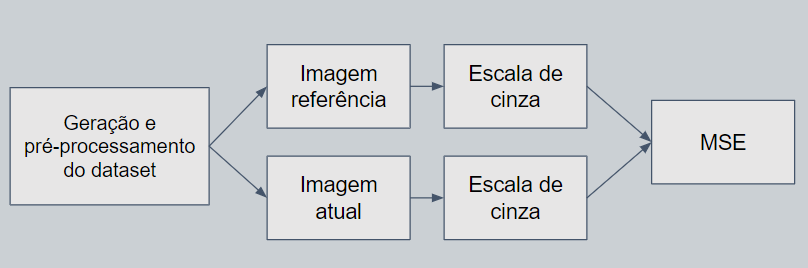 Geração e
pré-processamento
do dataset
Imagem
referência
Escala de
cinza
Imagem
atual
Escala de
cinza
MSE